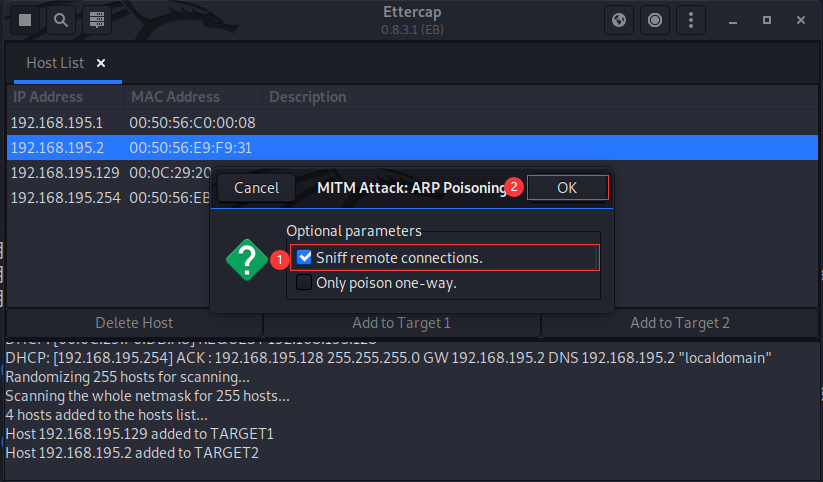 Ettercap
0.8.3.1 (EB)
Host List ×
IP Address MAC Address Description
192.168.195.1 00:50:56:C0:00:08
192.168.195.2 00:50:56:E9:F9:31
192.168.195.129 00:0C:29:20
192.168.195.254 00:50:56:EB
Cancel MITM Attack: ARP Poisoning 2 OK
Optional parameters
? 1 Sniff remote connections.
Only poison one-way.
Delete Host Add to Target 1 Add to Target 2
DHCP: REQUEST 192.168.195.128
DHCP: [192.168.195.254] ACK : 192.168.195.128 255.255.255.0 GW 192.168.195.2 DNS 192.168.195.2 "localdomain"
Randomizing 255 hosts for scanning...
Scanning the whole netmask for 255 hosts...
4 hosts added to the hosts list...
Host 192.168.195.129 added to TARGET1
Host 192.168.195.2 added to TARGET2